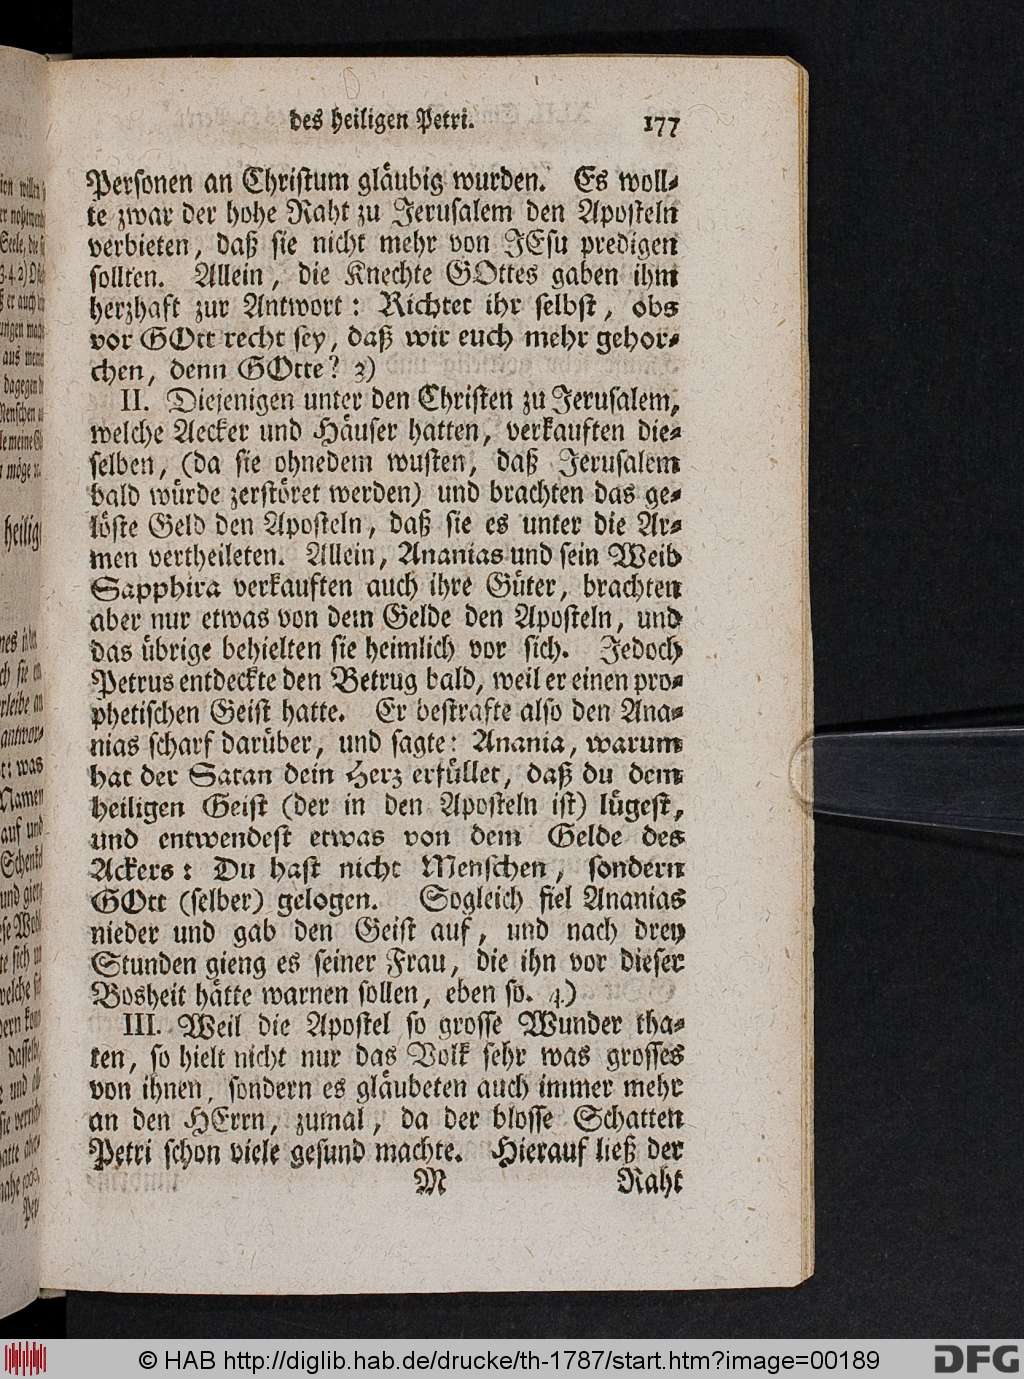 des heiligen Petri. 177
Personen an Christum gläubig wurden. Es woll-
te zwar der hohe Raht zu Jerusalem den Aposteln
verbieten, daß sie nicht mehr von JEsu predigen
sollten. Allein, die Knechte GOttes gaben ihm
herzhaft zur Antwort: Richtet ihr selbst, obs
vor GOtt recht sey, daß wir euch mehr gehor-
chen, denn GOtte? 3)
II. Diejenigen unter den Christen zu Jerusalem,
welche Aecker und Häuser hatten, verkauften die-
selben, (da sie ohnedem wusten, daß Jerusalem
bald würde zerstöret werden) und brachten das ge-
löste Geld den Aposteln, daß sie es unter die Ar-
men vertheileten. Allein, Ananias und sein Weib
Sapphira verkauften auch ihre Güter, brachten
aber nur etwas von dem Gelde den Aposteln, und
das übrige behielten sie heimlich vor sich. Jedoch
Petrus entdeckte den Betrug bald, weil er einen pro-
phetischen Geist hatte. Er bestrafte also den Ana-
nias scharf darüber, und sagte: Anania, warum
hat der Satan dein Herz erfüllet, daß du dem
heiligen Geist (der in den Aposteln ist) lügest,
und entwendest etwas von dem Gelde des
Ackers: Du hast nicht Menschen, sondern
GOtt (selber) gelogen. Sogleich fiel Ananias
nieder und gab den Geist auf, und nach drey
Stunden gieng es seiner Frau, die ihn vor dieser
Bosheit hätte warnen sollen, eben so. 4)
III. Weil die Apostel so grosse Wunder tha-
ten, so hielt nicht nur das Volk sehr was grosses
von ihnen, sondern es gläubeten auch immer mehr
an den HErrn, zumal, da der blosse Schatten
Petri schon viele gesund machte. Hierauf ließ der
M Raht
© HAB http://diglib.hab.de/drucke/th-1787/start.htm?image=00189
DFG